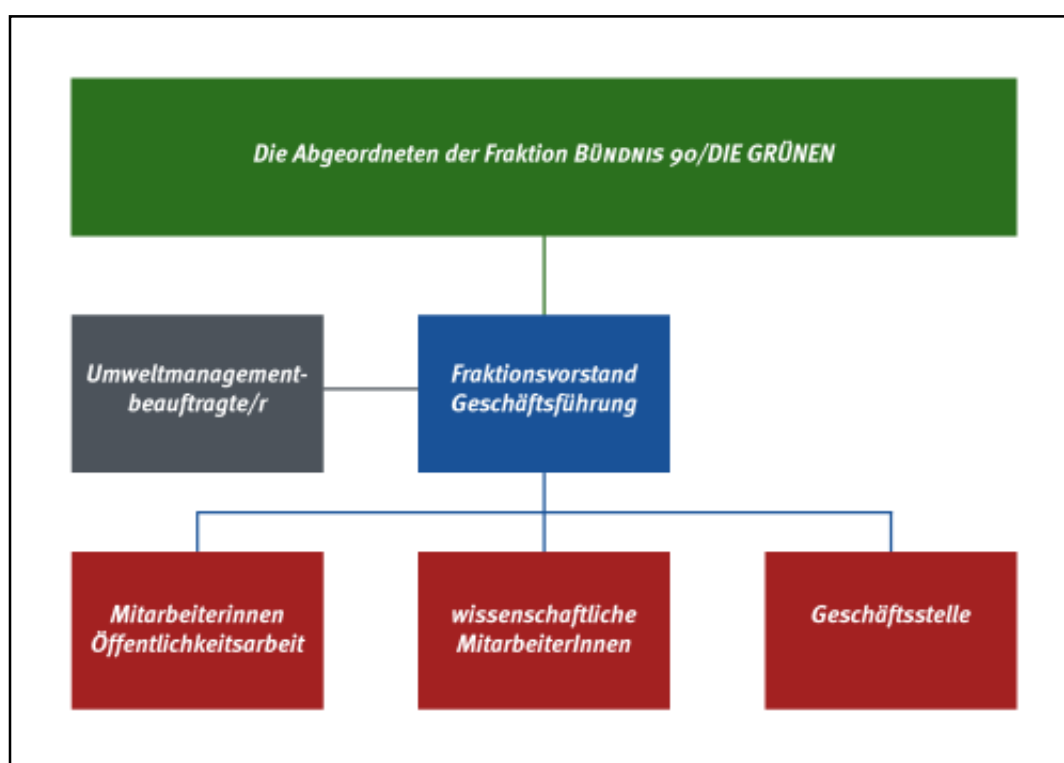 Die Abgeordneten der Fraktion BÜNDNIS 90/DIE GRÜNEN
Umweltmanagement-
beauftragte/r
Fraktionsvorstand
Geschäftsführung
Mitarbeiterinnen
Öffentlichkeitsarbeit
wissenschaftliche
MitarbeiterInnen
Geschäftsstelle